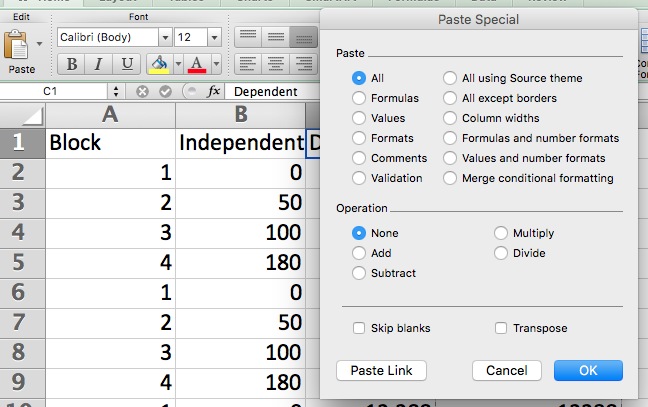 Edit
Font
Paste Special
Calibri (Body)
12
Paste
B I U
A
C1
fx
Dependent
A
B
1
Block
Independent
D
2
1
0
3
2
50
4
3
100
5
4
180
6
1
0
7
2
50
8
3
100
9
4
180
Paste
All
All using Source theme
Formulas
All except borders
Values
Column widths
Formats
Formulas and number formats
Comments
Values and number formats
Validation
Merge conditional formatting
Operation
None
Multiply
Add
Divide
Subtract
Skip blanks
Transpose
Paste Link
Cancel
OK